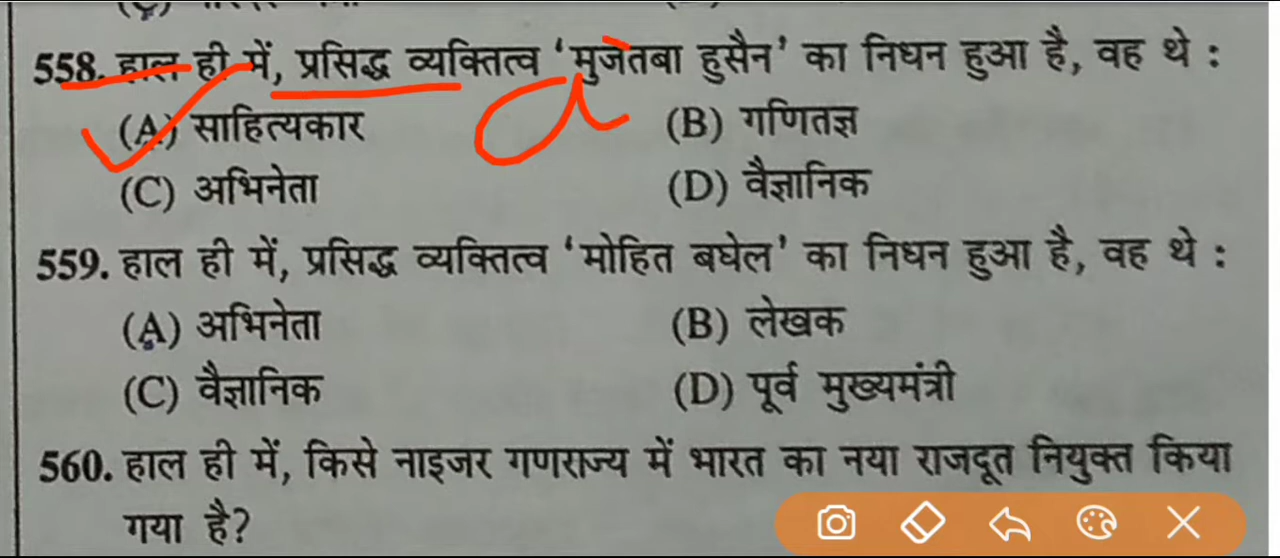 558. हाल ही में, प्रसिद्ध व्यक्तित्व ‘मुजतबा हुसैन’ का निधन हुआ है, वह थे :
(A) साहित्यकार (B) गणितज्ञ
(C) अभिनेता (D) वैज्ञानिक
559. हाल ही में, प्रसिद्ध व्यक्तित्व ‘मोहित बघेल’ का निधन हुआ है, वह थे :
(A) अभिनेता (B) लेखक
(C) वैज्ञानिक (D) पूर्व मुख्यमंत्री
560. हाल ही में, किसे नाइजर गणराज्य में भारत का नया राजदूत नियुक्त किया
गया है?